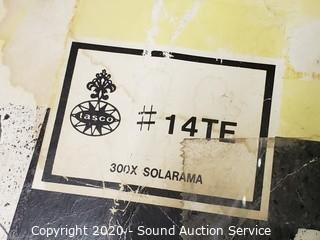 tasco
# 14TE
300X SOLARAMA
Copyright 2020 - Sound Auction Service